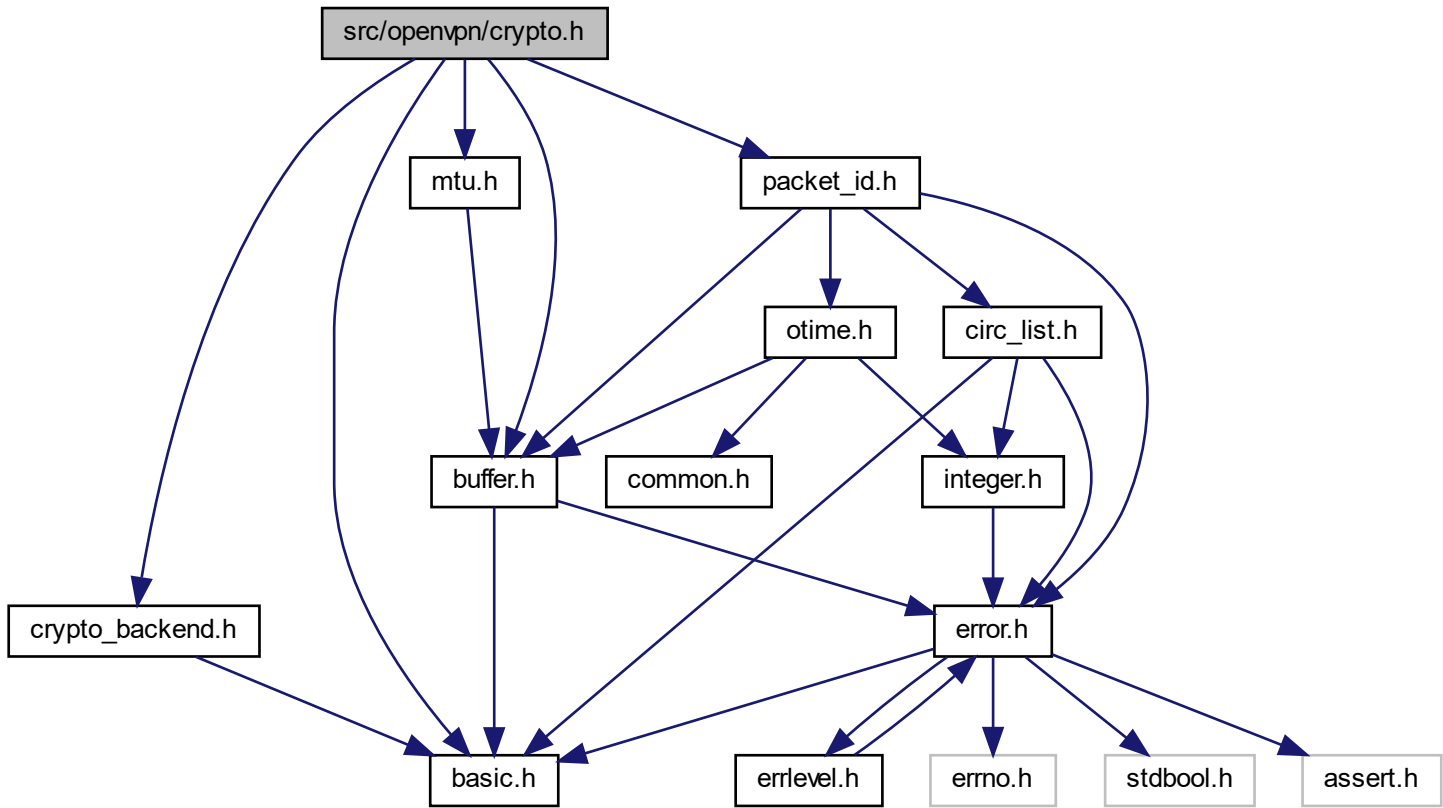 src/openvpn/crypto.h
mtu.h
packet_id.h
otime.h
circ_list.h
buffer.h
common.h
integer.h
crypto_backend.h
error.h
basic.h
errlevel.h
errno.h
stdbool.h
assert.h